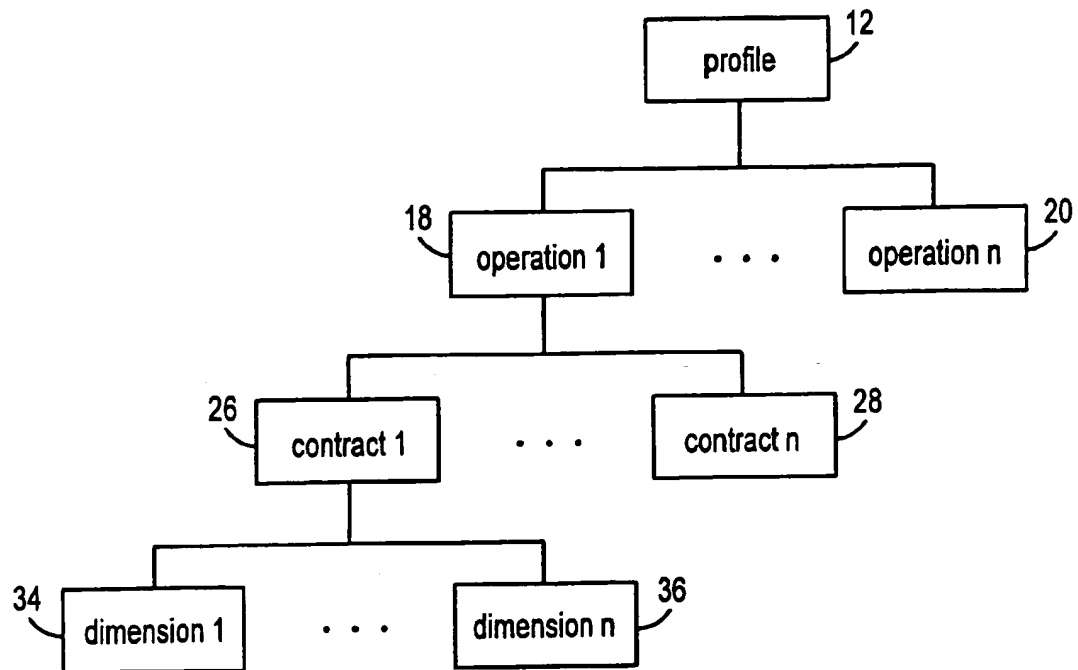 12
profile
18
20
operation 1
. . .
operation n
26
28
contract 1
. . .
contract n
34
36
dimension 1
. . .
dimension n